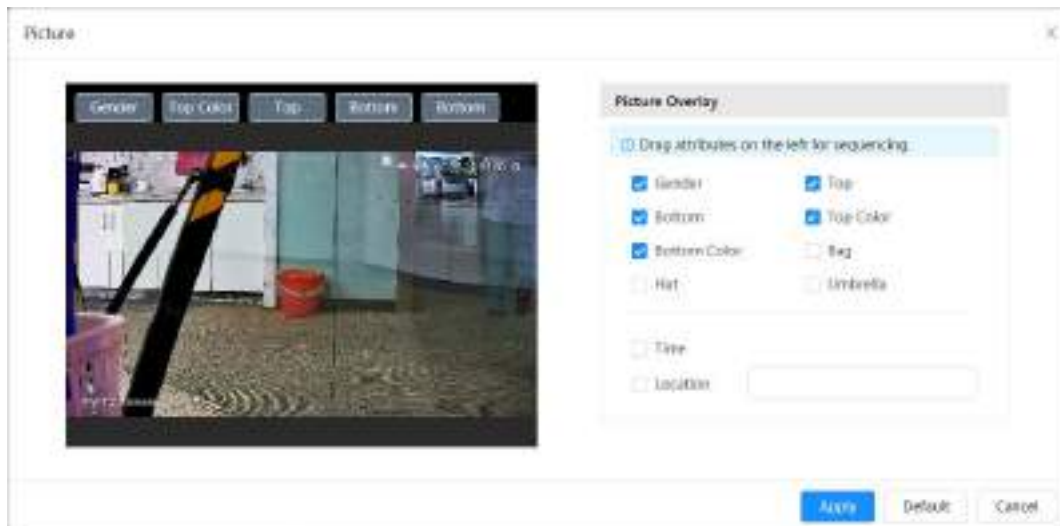 Picture
Gender Top Color Top Bottom Bottom
Picture Overlay
Drag attributes on the left for sequencing.
Gender Top
Bottom Top Color
Bottom Color Bag
Hat Umbrella
Time
Location
Apply Default Cancel